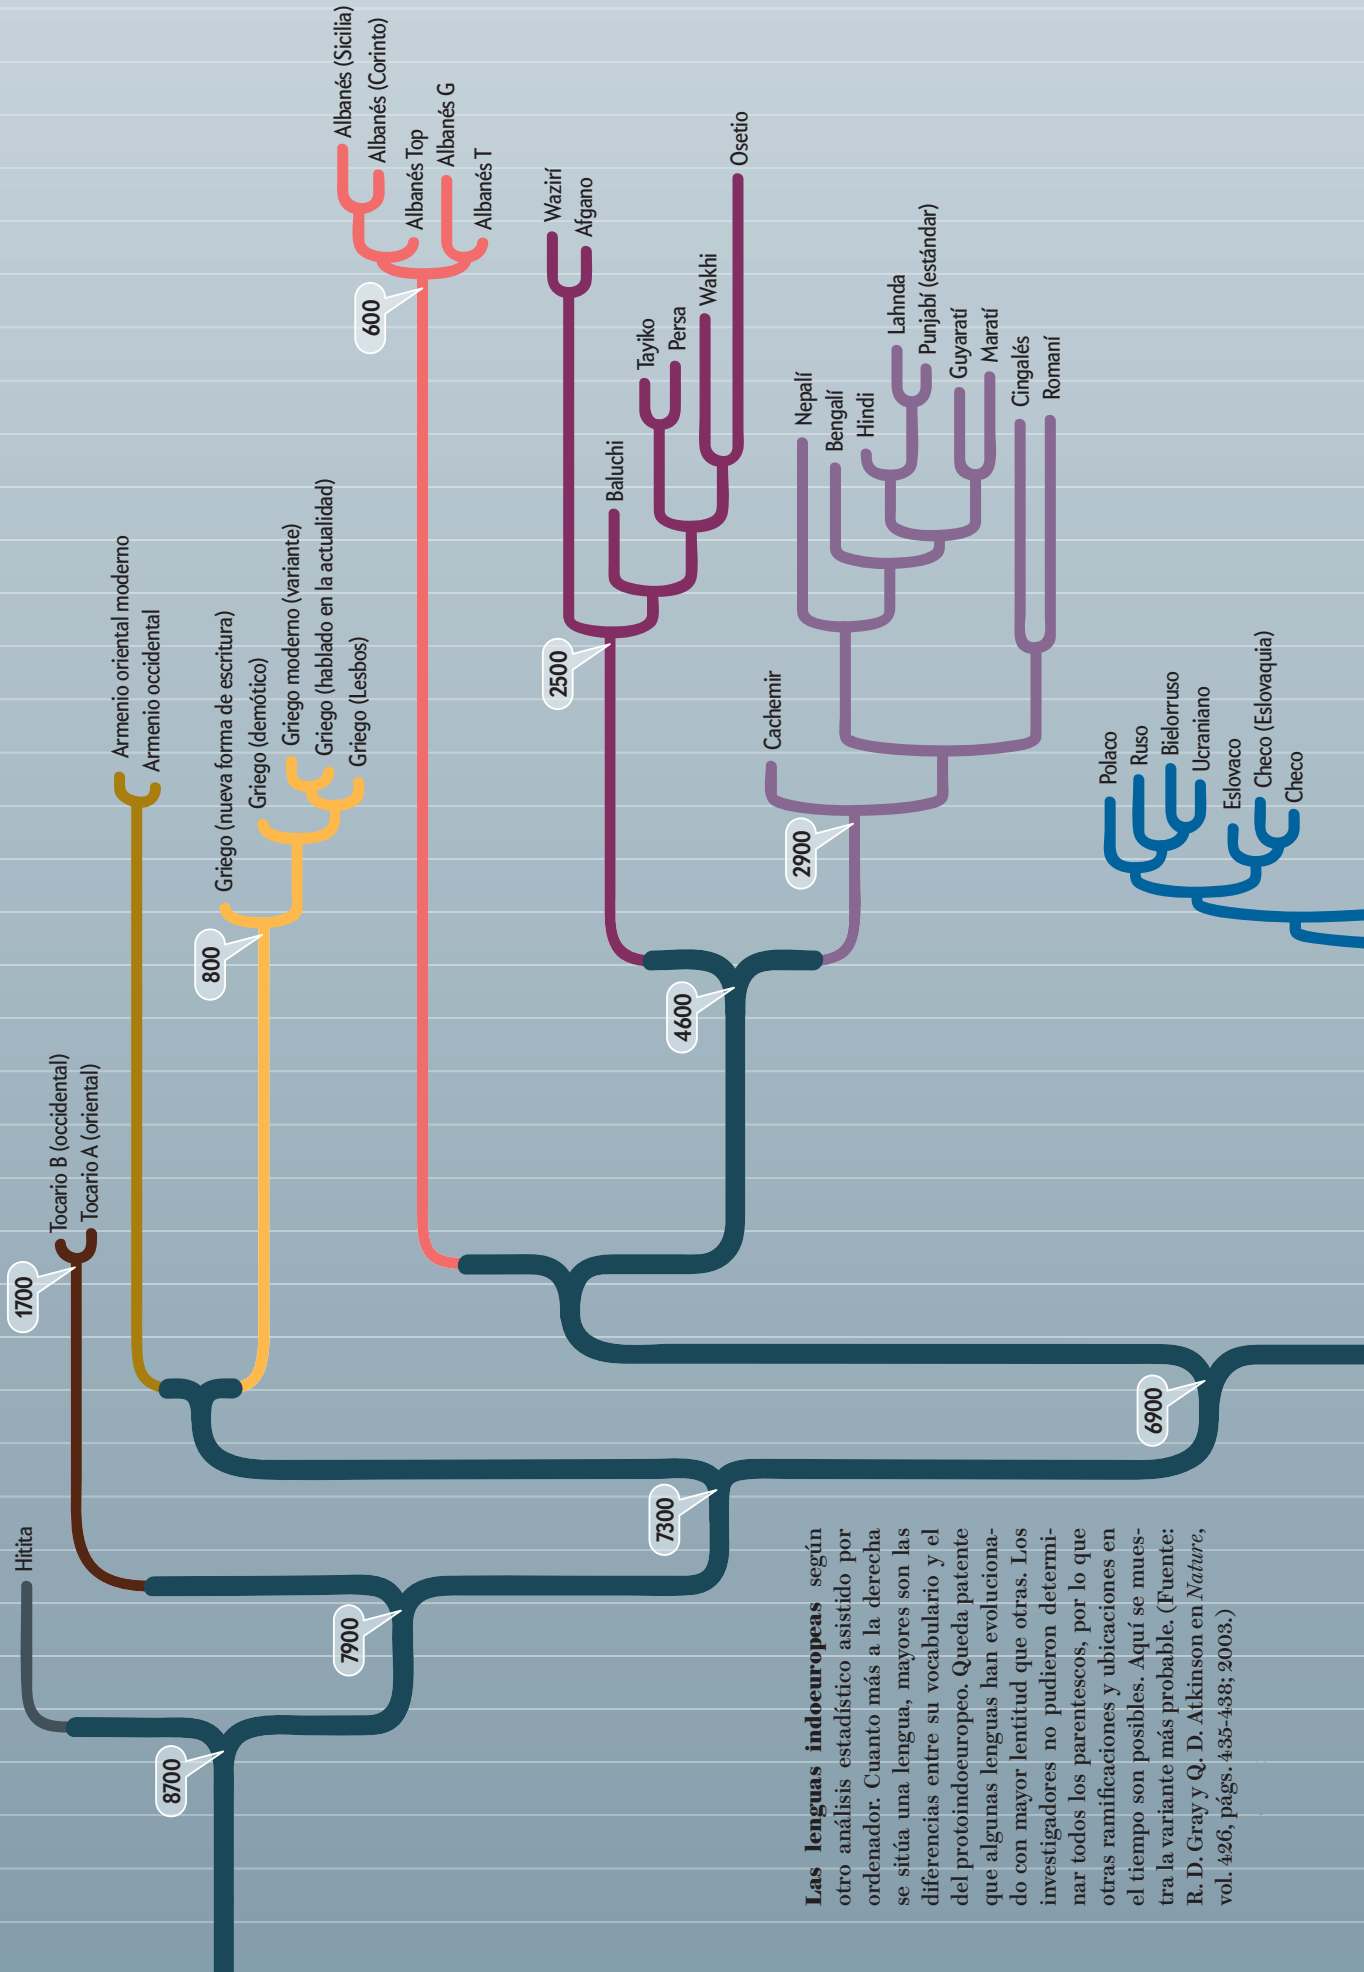 Hitita
Tocario B (occidental)
Tocario A (oriental)
1700
Armenio oriental moderno
Armenio occidental
Griego (nueva forma de escritura)
Griego (demótico)
Griego moderno (variante)
Griego (hablado en la actualidad)
Griego (Lesbos)
800
Albanés (Sicilia)
Albanés (Corinto)
Albanés Top
Albanés G
Albanés T
600
Wazirí
Afgano
Baluchi
Tayiko
Persa
Wakhi
Osetio
2500
Cachemir
Nepalí
Bengalí
Hindi
Lahnda
Punjabí (estándar)
Guyaratí
Maratí
Cingalés
Romaní
2900
4600
Polaco
Ruso
Bielorruso
Ucraniano
Eslovaco
Checo (Eslovaquia)
Checo
8700
7900
7300
6900
Las lenguas indoeuropeas según
otro análisis estadístico asistido por
ordenador. Cuanto más a la derecha
se sitúa una lengua, mayores son las
diferencias entre su vocabulario y el
del protoindoeuropeo. Queda patente
que algunas lenguas han evoluciona-
do con mayor lentitud que otras. Los
investigadores no pudieron determi-
nar todos los parentescos, por lo que
otras ramificaciones y ubicaciones en
el tiempo son posibles. Aquí se mues-
tra la variante más probable. (Fuente:
R. D. Gray y Q. D. Atkinson en Nature,
vol. 426, págs. 435-438; 2003.)